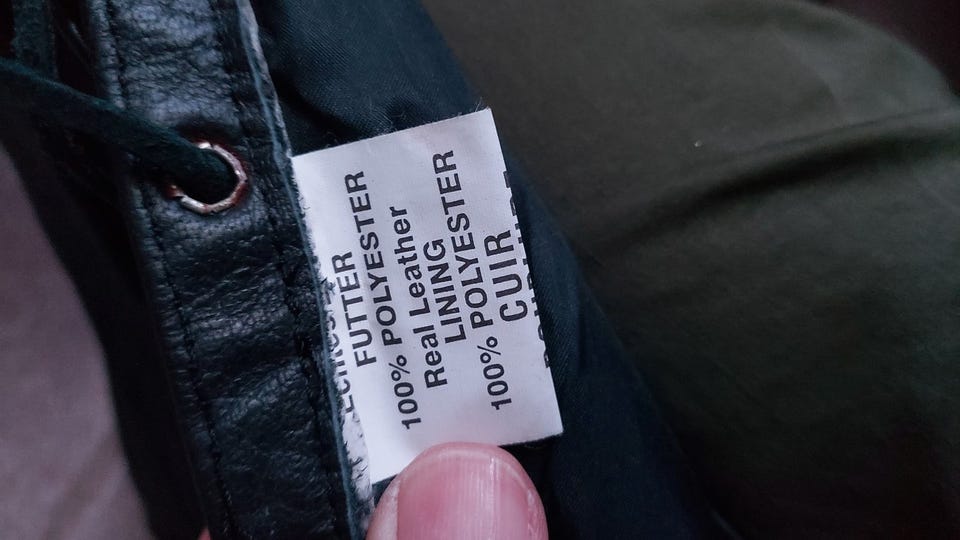 FUTTER
100% POLYESTER
Real Leather
LINING
100% POLYESTER
CUIR